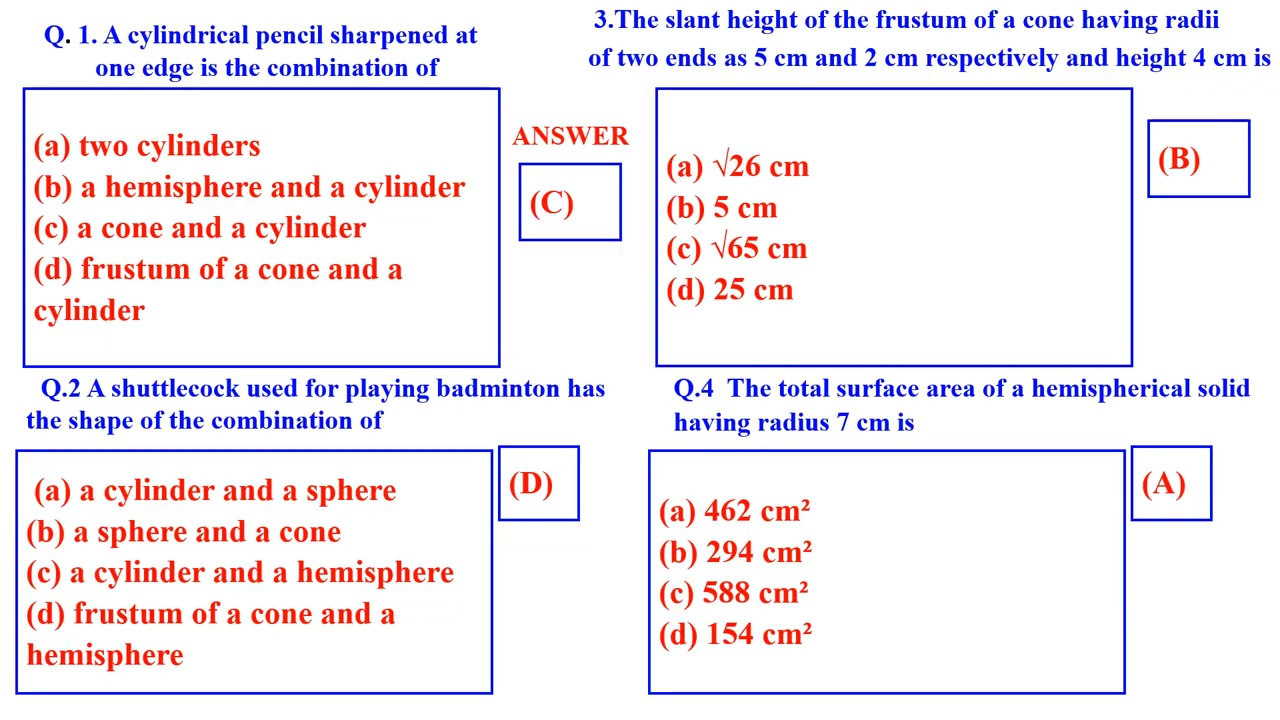 Q. 1. A cylindrical pencil sharpened at
one edge is the combination of
(a) two cylinders
(b) a hemisphere and a cylinder
(c) a cone and a cylinder
(d) frustum of a cone and a
cylinder
ANSWER
(C)
Q.2 A shuttlecock used for playing badminton has
the shape of the combination of
(a) a cylinder and a sphere
(b) a sphere and a cone
(c) a cylinder and a hemisphere
(d) frustum of a cone and a
hemisphere
(D)
3.The slant height of the frustum of a cone having radii
of two ends as 5 cm and 2 cm respectively and height 4 cm is
(a) √26 cm
(b) 5 cm
(c) √65 cm
(d) 25 cm
(B)
Q.4 The total surface area of a hemispherical solid
having radius 7 cm is
(a) 462 cm²
(b) 294 cm²
(c) 588 cm²
(d) 154 cm²
(A)